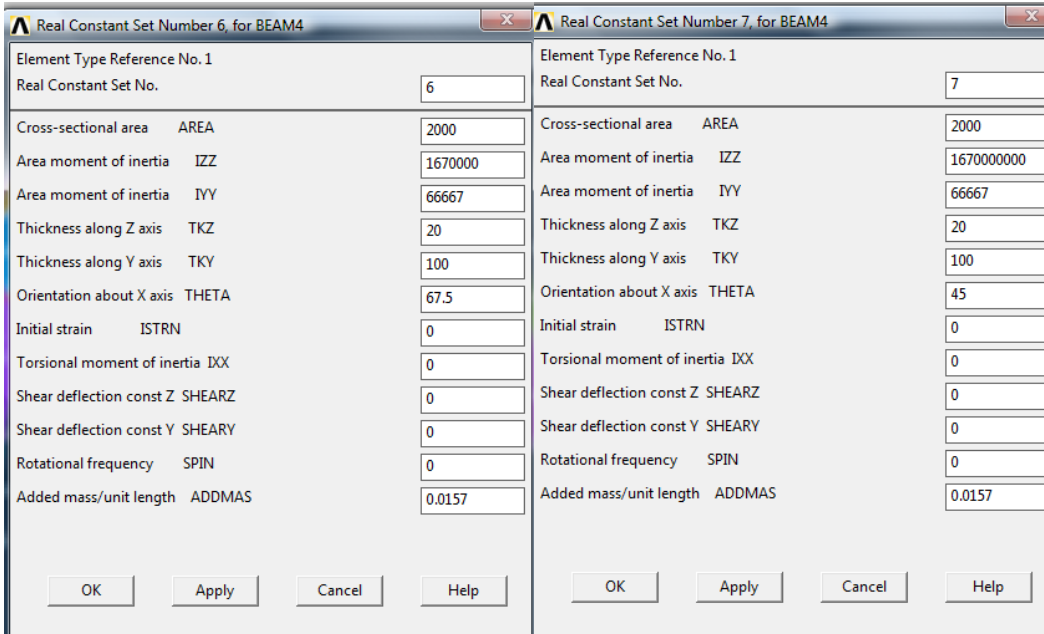 Real Constant Set Number 6, for BEAM4
Element Type Reference No. 1
Real Constant Set No. 6
Cross-sectional area AREA 2000
Area moment of inertia IZZ 1670000
Area moment of inertia IYY 66667
Thickness along Z axis TKZ 20
Thickness along Y axis TKY 100
Orientation about X axis THETA 67.5
Initial strain ISTRN 0
Torsional moment of inertia IXX 0
Shear deflection const Z SHEARZ 0
Shear deflection const Y SHEARY 0
Rotational frequency SPIN 0
Added mass/unit length ADDMAS 0.0157
OK Apply Cancel Help
Real Constant Set Number 7, for BEAM4
Element Type Reference No. 1
Real Constant Set No. 7
Cross-sectional area AREA 2000
Area moment of inertia IZZ 1670000000
Area moment of inertia IYY 66667
Thickness along Z axis TKZ 20
Thickness along Y axis TKY 100
Orientation about X axis THETA 45
Initial strain ISTRN 0
Torsional moment of inertia IXX 0
Shear deflection const Z SHEARZ 0
Shear deflection const Y SHEARY 0
Rotational frequency SPIN 0
Added mass/unit length ADDMAS 0.0157
OK Apply Cancel Help